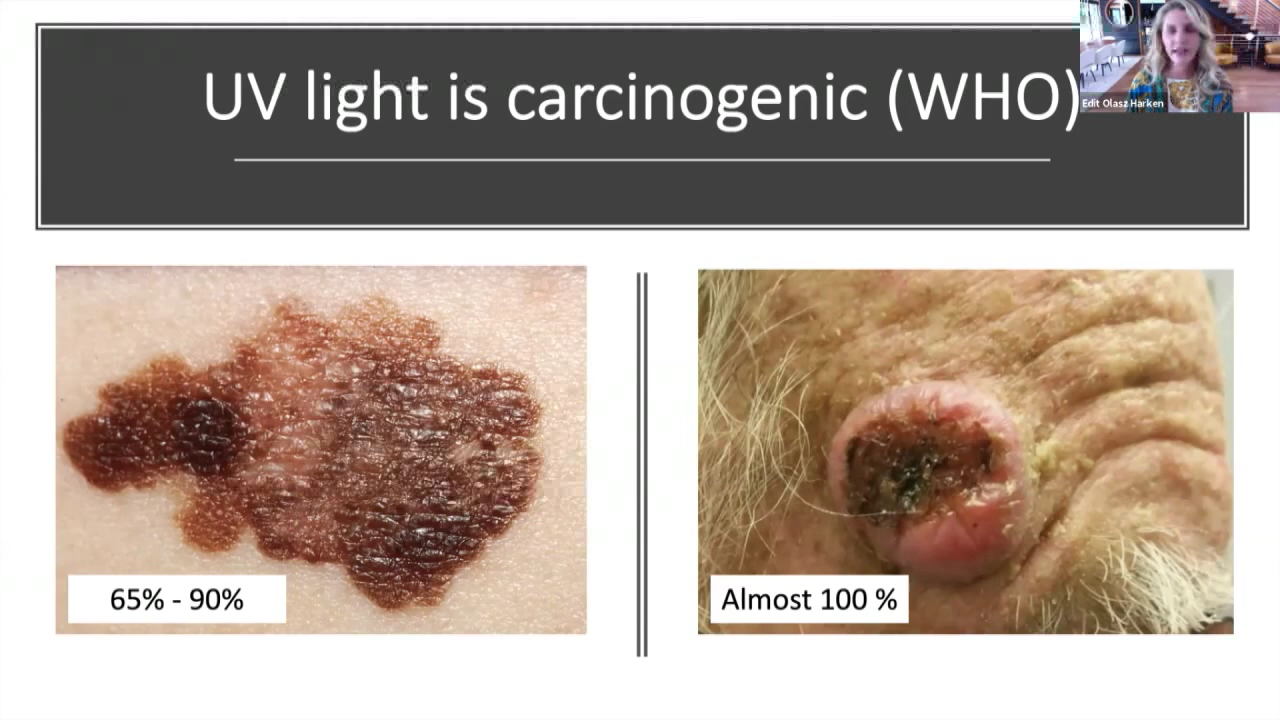 UV light is carcinogenic (WHO)
Edit Olasz Harken
65% - 90%
Almost 100 %